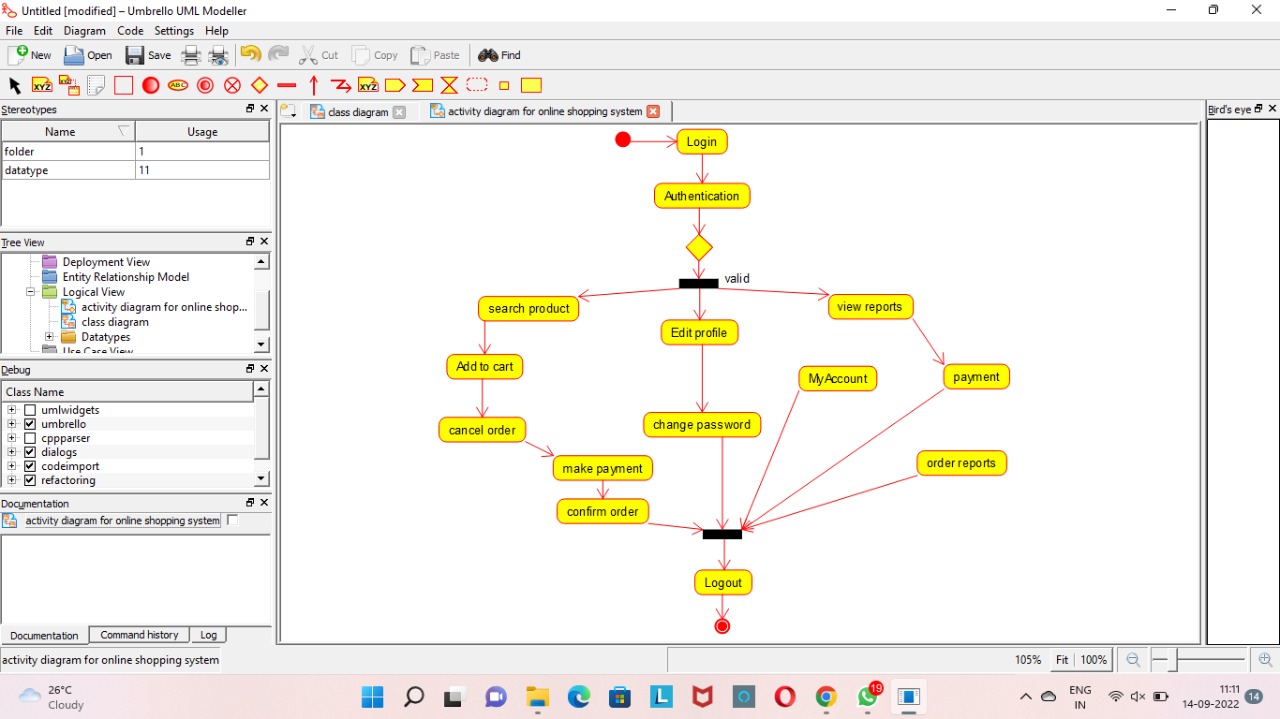 Untitled [modified] – Umbrello UML Modeller
File Edit Diagram Code Settings Help
New Open Save Cut Copy Paste Find
XYZ ABC XYZ
Stereotypes
Name Usage
folder 1
datatype 11
Tree View
Deployment View
Entity Relationship Model
Logical View
activity diagram for online shop...
class diagram
Datatypes
Use Case View
Debug
Class Name
umlwidgets
umbrello
cppparser
dialogs
codeimport
refactoring
Documentation
activity diagram for online shopping system
Documentation Command history Log
class diagram activity diagram for online shopping system
Login
Authentication
valid
search product
Edit profile
view reports
Add to cart
MyAccount
payment
cancel order
change password
make payment
order reports
confirm order
Logout
Bird's eye
activity diagram for online shopping system
105% Fit 100%
26°C
Cloudy
L
19
ENG
IN
11:11
14-09-2022
14